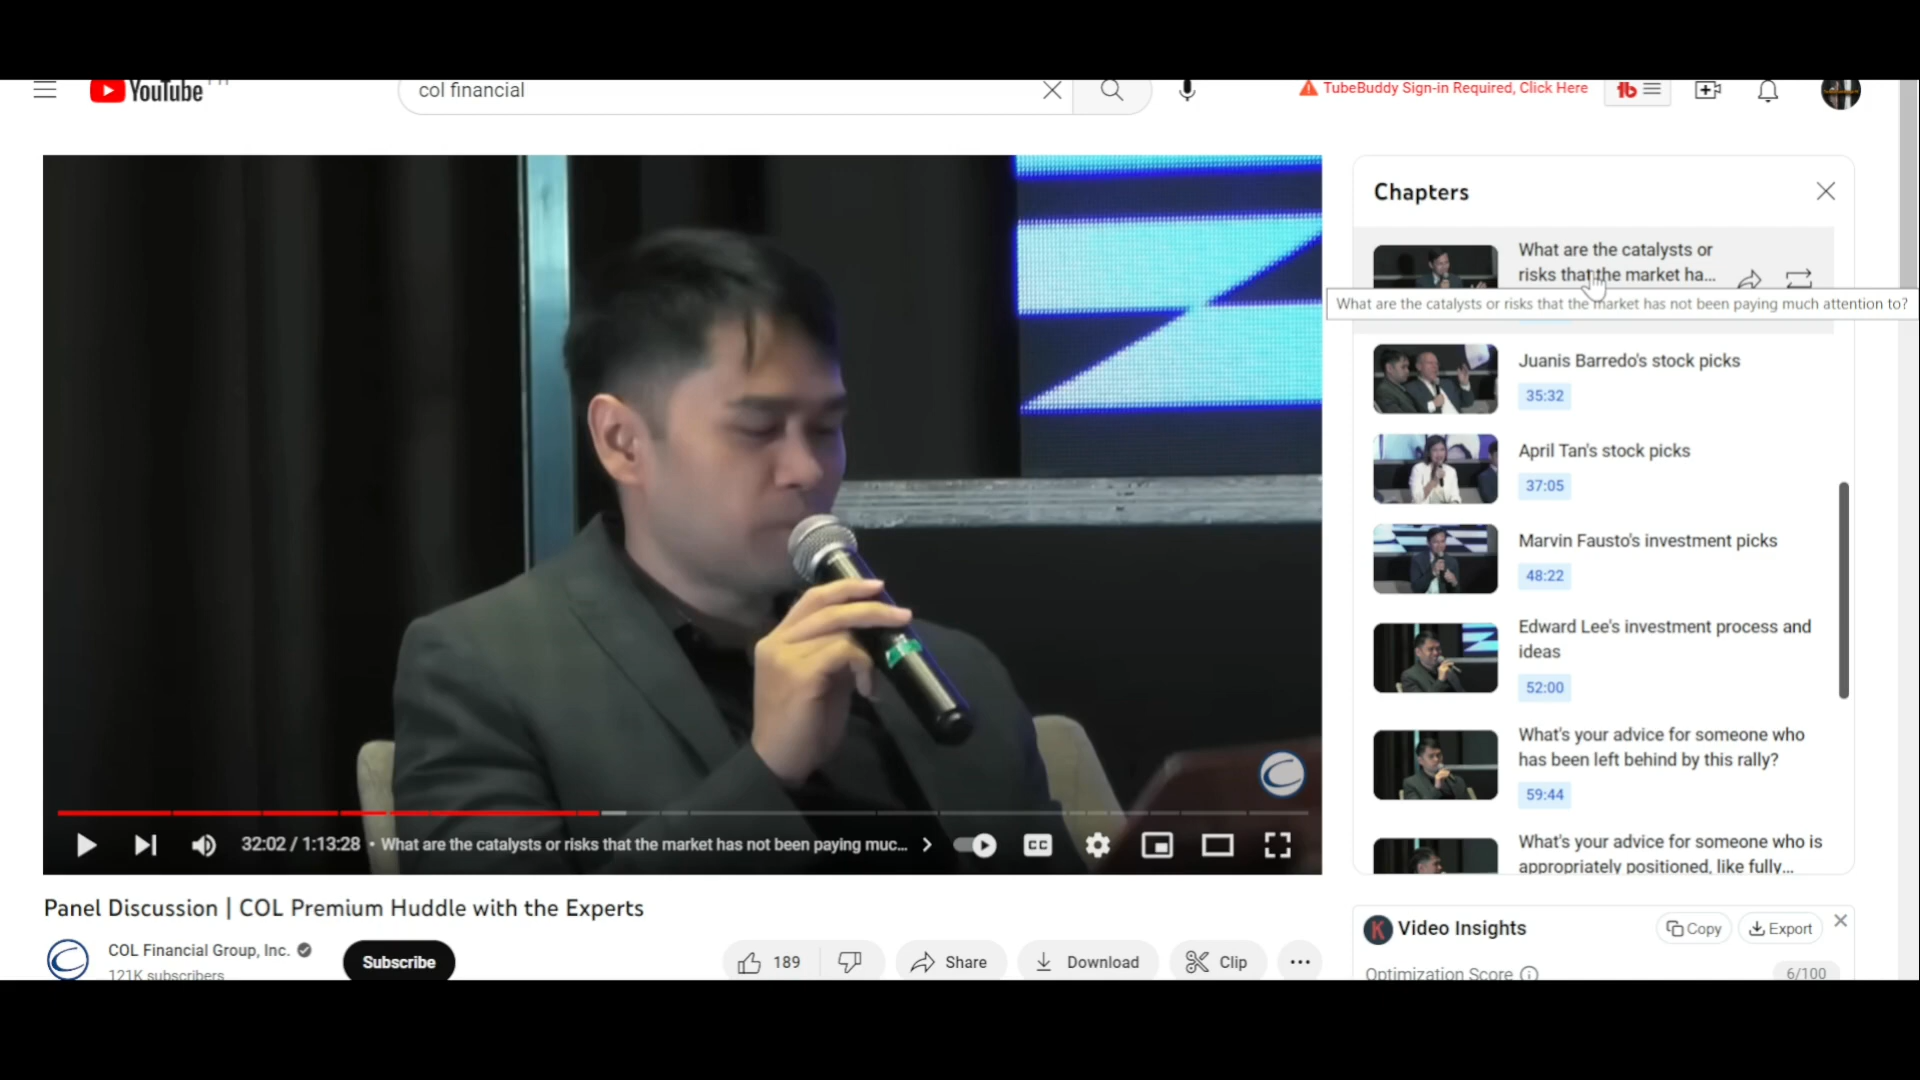 YouTube
col financial
TubeBuddy Sign-in Required, Click Here
Chapters
What are the catalysts or
risks that the market ha...
What are the catalysts or risks that the market has not been paying much attention to?
Juanis Barredo's stock picks
35:32
April Tan's stock picks
37:05
Marvin Fausto's investment picks
48:22
Edward Lee's investment process and
ideas
52:00
What's your advice for someone who
has been left behind by this rally?
59:44
What's your advice for someone who is
appropriately positioned, like fully...
32:02 / 1:13:28 • What are the catalysts or risks that the market has not been paying muc...
CC
Panel Discussion | COL Premium Huddle with the Experts
COL Financial Group, Inc.
121K subscribers
Subscribe
189
Share
Download
Clip
K Video Insights
Copy
Export
Optimization Score
6/100